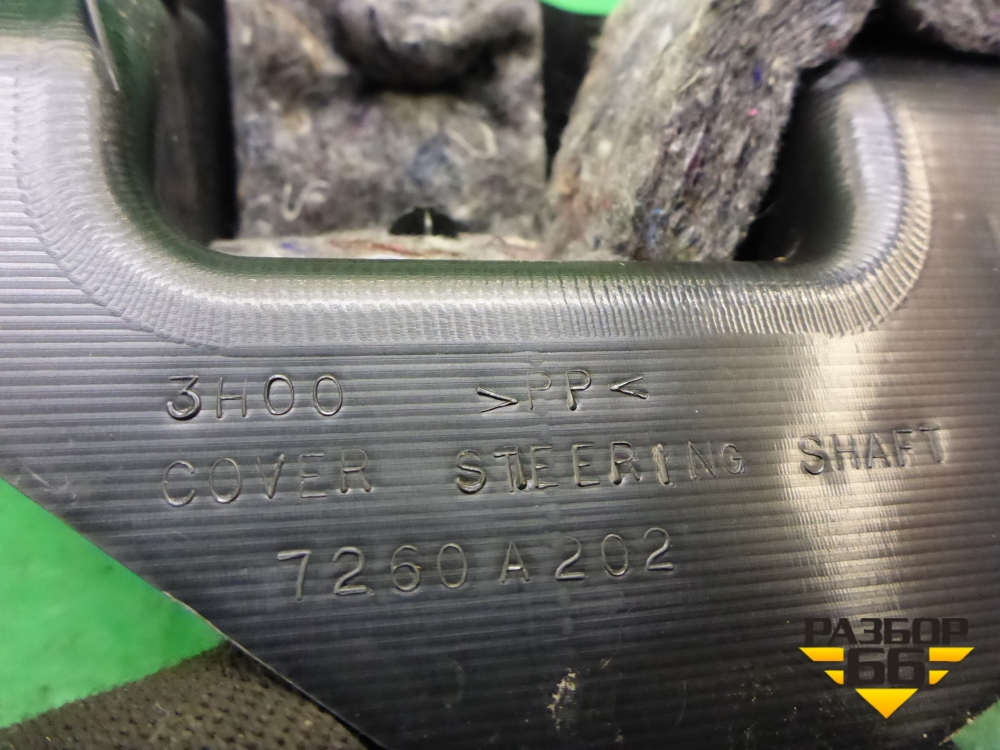 3H00 >PP<
COVER STEERING SHAFT
7260A202
РАЗБОР
66